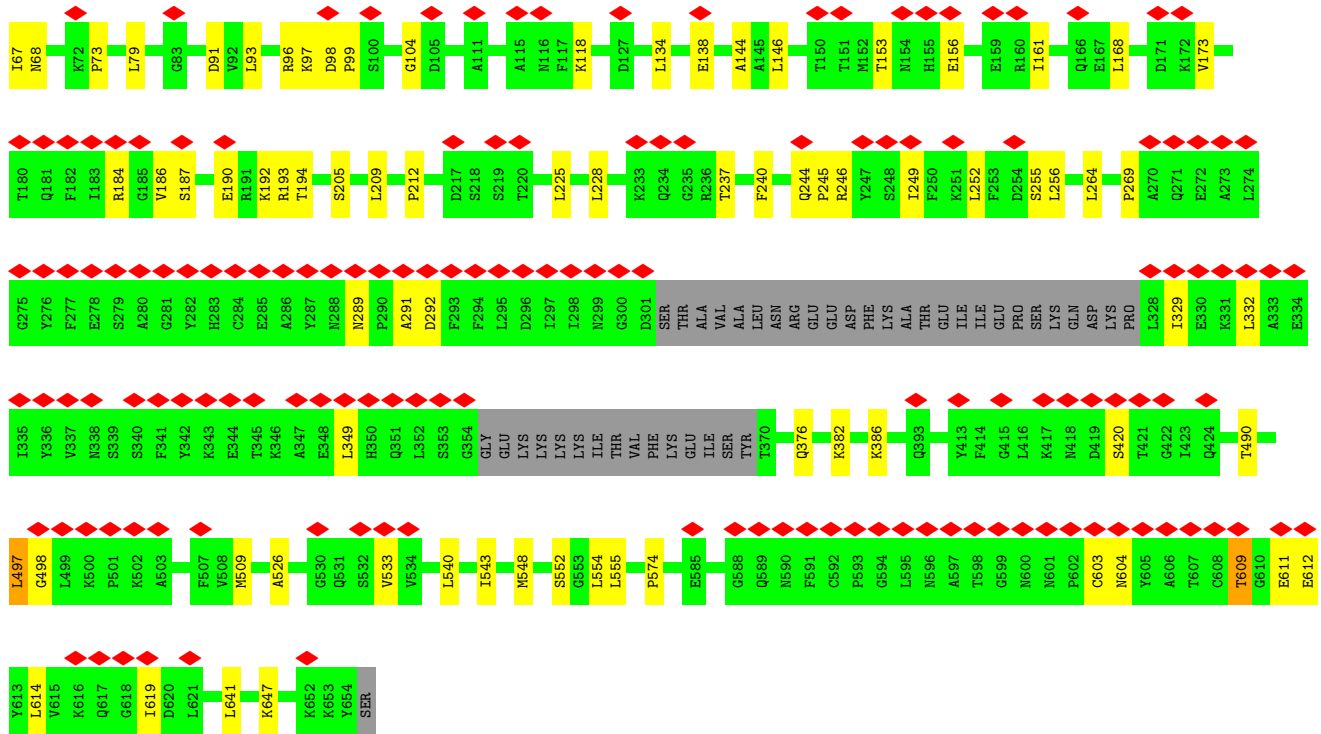 I67 N68 K72 P73 L79 G83 D91 V92 L93 R96 K97 D98 P99 S100 G104 D105 A111 A115 N116 F117 K118 D127 L134 E138 A144 A145 L146 T150 T151 M152 T153 N154 H155 E156 E159 R160 I161 Q166 E167 L168 D171 K172 V173
T180 Q181 F182 I183 R184 G185 V186 S187 E190 R191 K192 R193 T194 S205 L209 P212 D217 S218 S219 T220 L225 L228 K233 Q234 G235 R236 T237 F240 Q244 P245 R246 Y247 S248 I249 F250 K251 L252 F253 D254 S255 L256 L264 P269 A270 Q271 E272 A273 L274
G275 Y276 F277 E278 S279 A280 G281 Y282 H283 C284 E285 A286 Y287 N288 N289 P290 A291 D292 F293 F294 L295 D296 I297 I298 N299 G300 D301 SER THR ALA VAL ALA LEU ASN ARG GLU GLU ASP PHE LYS ALA THR GLU ILE ILE GLU PRO SER LYS GLN ASP LYS PRO L328 I329 E330 K331 L332 A333 E334
I335 Y336 V337 N338 S339 S340 F341 Y342 K343 E344 T345 K346 A347 E348 L349 H350 Q351 L352 S353 G354 GLY GLU LYS LYS LYS LYS ILE THR VAL PHE LYS GLU ILE SER TYR T370 Q376 K382 K386 Q393 Y413 F414 G415 L416 K417 N418 D419 S420 T421 G422 I423 Q424 T490
L497 G498 L499 K500 P501 K502 A503 F507 V508 M509 A526 G530 Q531 S532 V533 V534 L540 I543 M548 S552 G553 L554 L555 P574 E585 G588 Q589 N590 F591 C592 P593 G594 L595 N596 A597 T598 G599 N600 N601 P602 C603 N604 Y605 A606 T607 C608 T609 G610 E611 E612
Y613 L614 V615 K616 Q617 G618 I619 D620 L621 L641 K647 K652 K653 Y654 SER